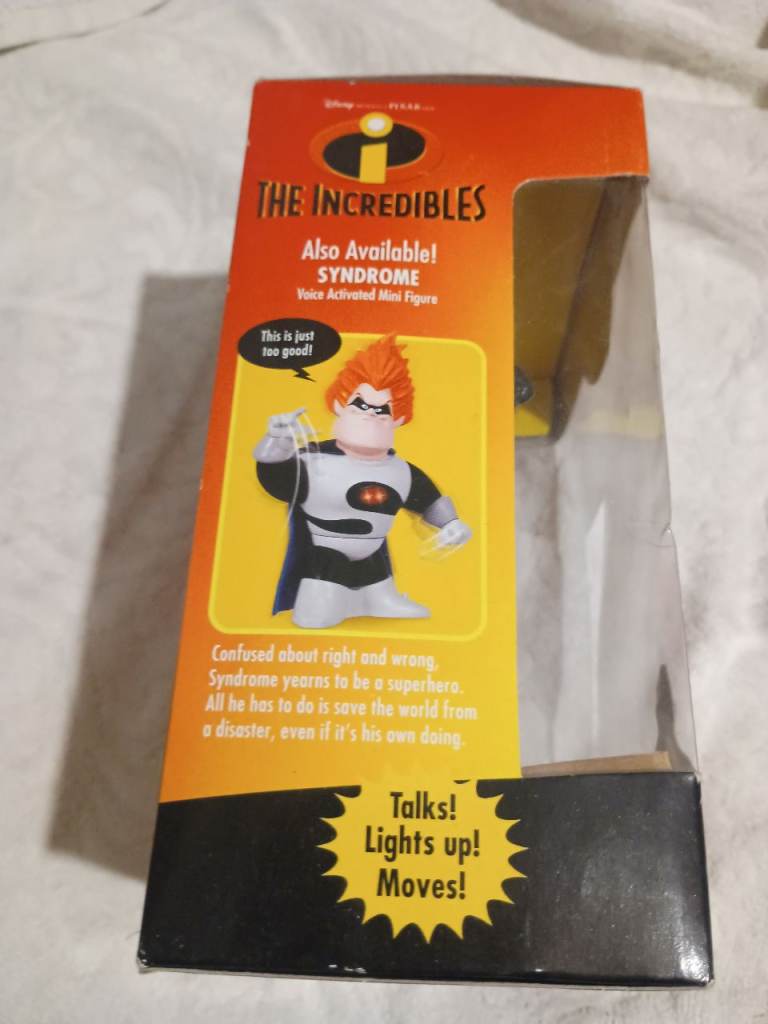 Disney PIXAR
THE INCREDIBLES
Also Available!
SYNDROME
Voice Activated Mini Figure
This is just
too good!
Confused about right and wrong,
Syndrome yearns to be a superhero.
All he has to do is save the world from
a disaster, even if it's his own doing.
Talks!
Lights up!
Moves!